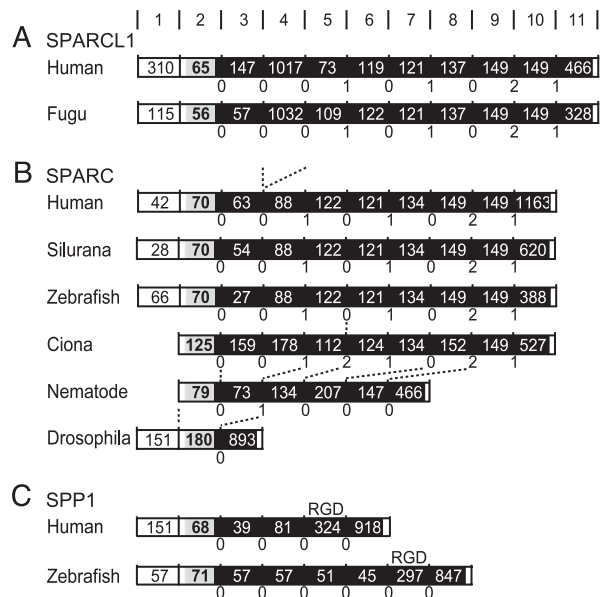 1 2 3 4 5 6 7 8 9 10 11
A SPARCL1
Human 310 65 147 1017 73 119 121 137 149 149 466
0 0 0 1 0 1 0 2 1
Fugu 115 56 57 1032 109 122 121 137 149 149 328
0 0 0 1 0 1 0 2 1
B SPARC
Human 42 70 63 88 122 121 134 149 149 1163
0 0 1 0 1 0 2 1
Silurana 28 70 54 88 122 121 134 149 149 620
0 0 1 0 1 0 2 1
Zebrafish 66 70 27 88 122 121 134 149 149 388
0 0 1 0 1 0 2 1
Ciona 125 159 178 112 124 134 152 149 527
0 0 1 2 1 0 2 1
Nematode 79 73 134 207 147 466
0 1 0 0 0
Drosophila 151 180 893
0
C SPP1
RGD
Human 151 68 39 81 324 918
0 0 0 0
RGD
Zebrafish 57 71 57 57 51 45 297 847
0 0 0 0 0 0